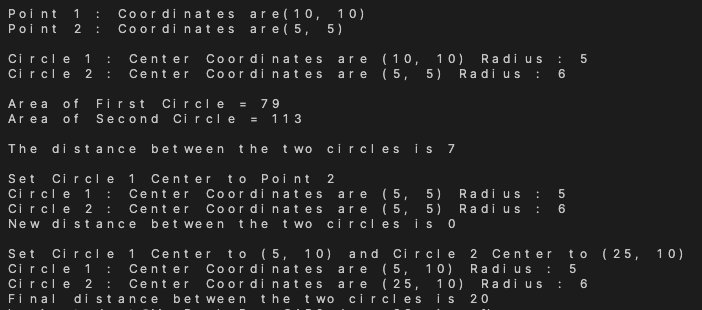 Point 1 : Coordinates are(10, 10)
Point 2 : Coordinates are(5, 5)
Circle 1 : Center Coordinates are (10, 10) Radius : 5
Circle 2 : Center Coordinates are (5, 5) Radius : 6
Area of First Circle = 79
Area of Second Circle = 113
The distance between the two circles is 7
Set Circle 1 Center to Point 2
Circle 1 : Center Coordinates are (5, 5) Radius : 5
Circle 2 : Center Coordinates are (5, 5) Radius : 6
New distance between the two circles is 0
Set Circle 1 Center to (5, 10) and Circle 2 Center to (25, 10)
Circle 1 : Center Coordinates are (5, 10) Radius : 5
Circle 2 : Center Coordinates are (25, 10) Radius : 6
Final distance between the two circles is 20